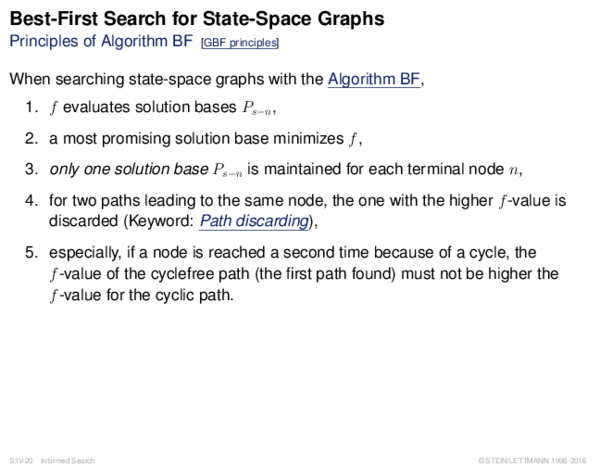 Best-First Search for State-Space Graphs
Principles of Algorithm BF [GBF principles]
When searching state-space graphs with the Algorithm BF,
1. f evaluates solution bases P_{s−n},
2. a most promising solution base minimizes f,
3. only one solution base P_{s−n} is maintained for each terminal node n,
4. for two paths leading to the same node, the one with the higher f-value is
discarded (Keyword: Path discarding),
5. especially, if a node is reached a second time because of a cycle, the
f-value of the cyclefree path (the first path found) must not be higher the
f-value for the cyclic path.
S:IV-20 Informed Search
©STEIN/LETTMANN 1998-2016